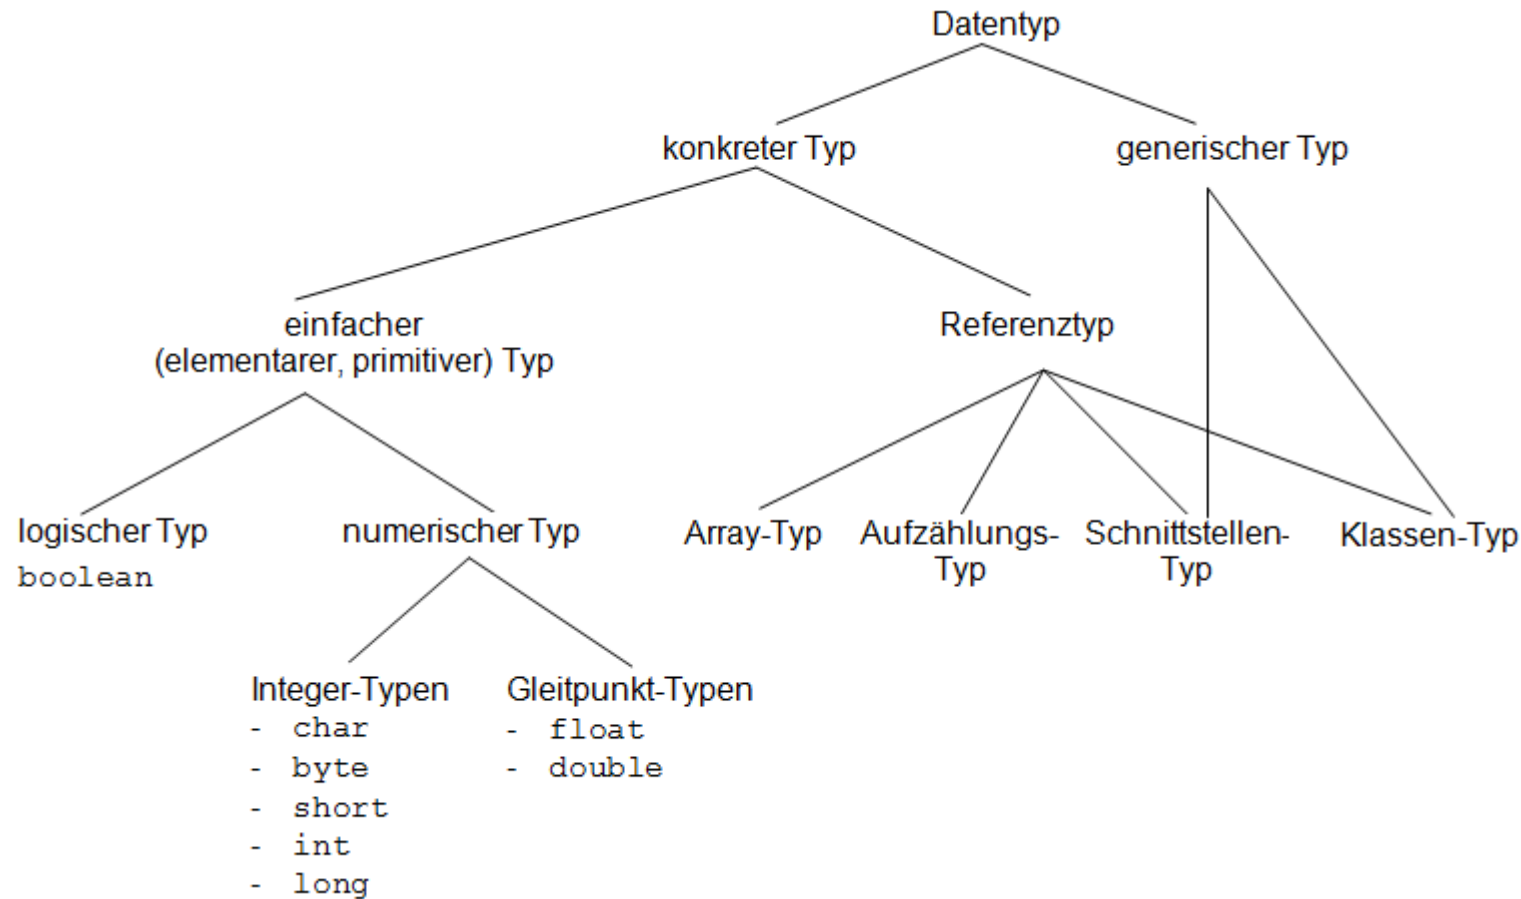 Datentyp
konkreter Typ
generischer Typ
einfacher
(elementarer, primitiver) Typ
Referenztyp
logischer Typ
boolean
numerischer Typ
Array-Typ
Aufzählungs-
Typ
Schnittstellen-
Typ
Klassen-Typ
Integer-Typen
- char
- byte
- short
- int
- long
Gleitpunkt-Typen
- float
- double